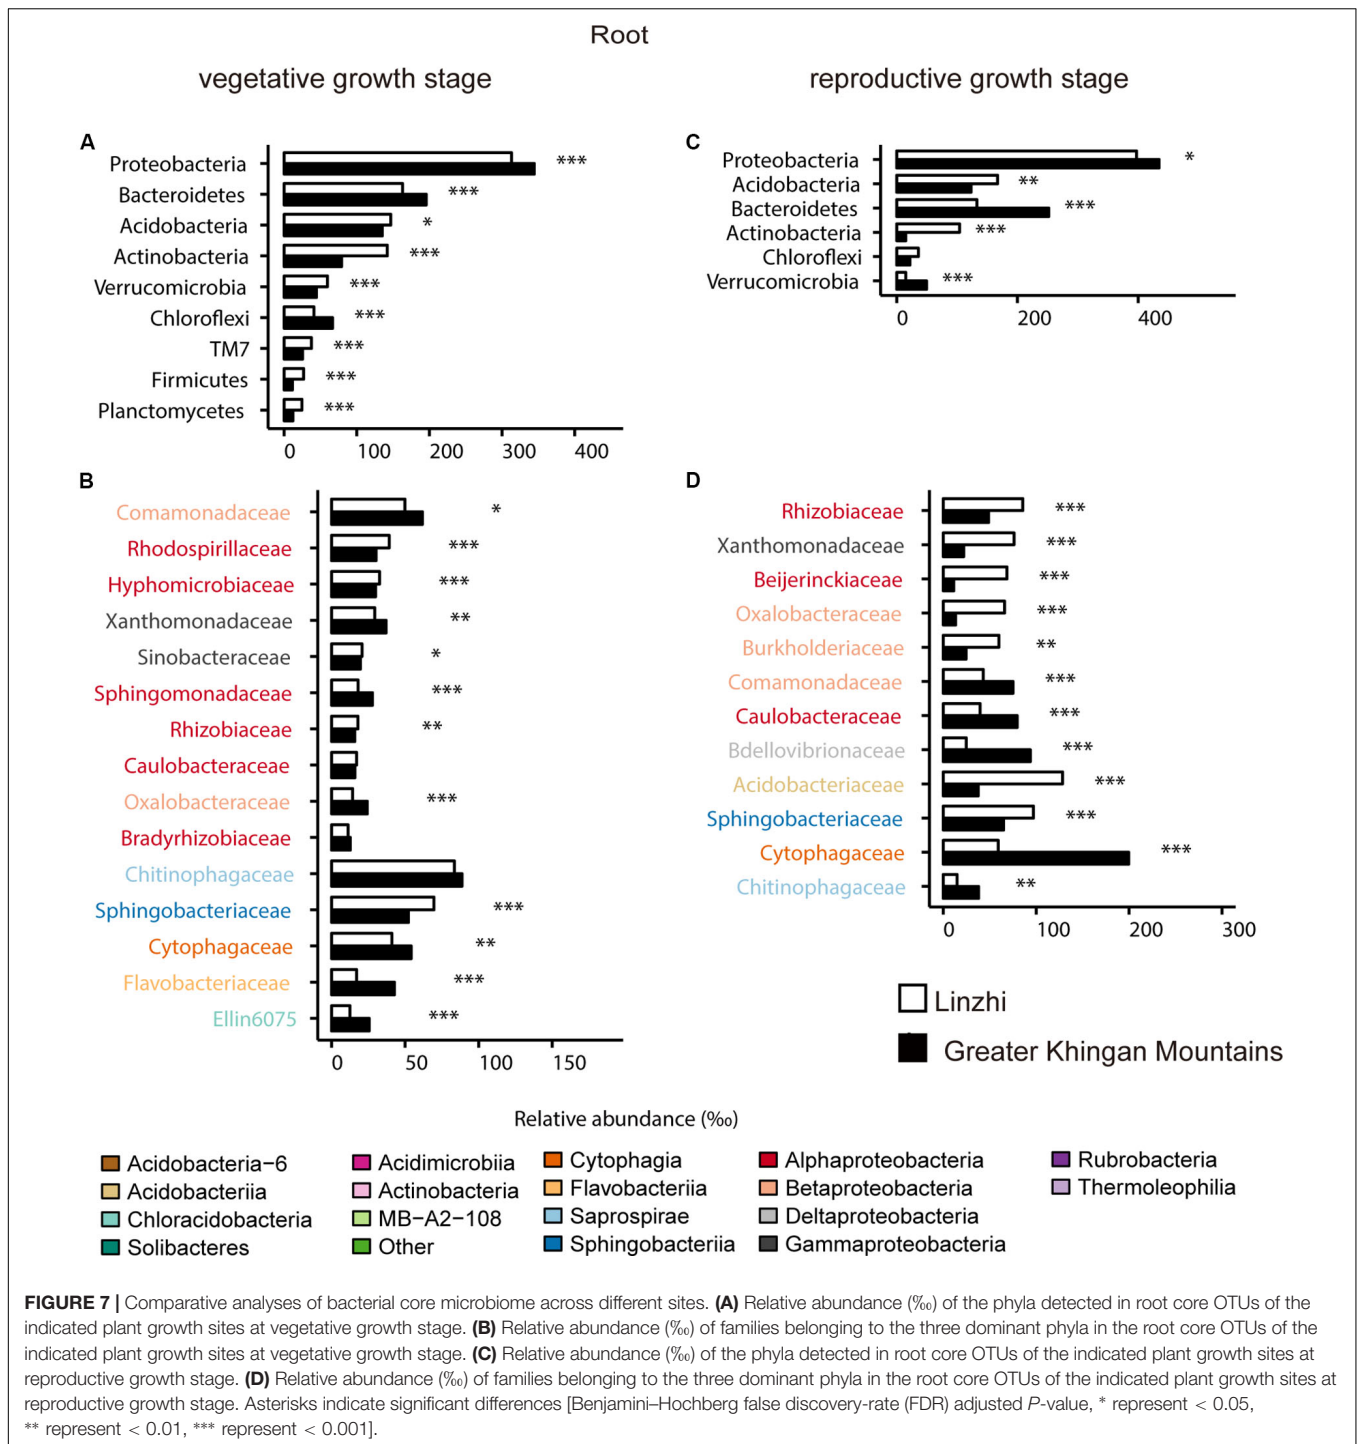 Root
vegetative growth stage
reproductive growth stage
A
Proteobacteria ***
Bacteroidetes ***
Acidobacteria *
Actinobacteria ***
Verrucomicrobia ***
Chloroflexi ***
TM7 ***
Firmicutes ***
Planctomycetes ***
0 100 200 300 400
C
Proteobacteria *
Acidobacteria **
Bacteroidetes ***
Actinobacteria ***
Chloroflexi
Verrucomicrobia ***
0 200 400
B
Comamonadaceae *
Rhodospirillaceae ***
Hyphomicrobiaceae ***
Xanthomonadaceae **
Sinobacteraceae *
Sphingomonadaceae ***
Rhizobiaceae **
Caulobacteraceae
Oxalobacteraceae ***
Bradyrhizobiaceae
Chitinophagaceae
Sphingobacteriaceae ***
Cytophagaceae **
Flavobacteriaceae ***
Ellin6075 ***
0 50 100 150
D
Rhizobiaceae ***
Xanthomonadaceae ***
Beijerinckiaceae ***
Oxalobacteraceae ***
Burkholderiaceae **
Comamonadaceae ***
Caulobacteraceae ***
Bdellovibrionaceae ***
Acidobacteriaceae ***
Sphingobacteriaceae ***
Cytophagaceae ***
Chitinophagaceae **
0 100 200 300
Linzhi
Greater Khingan Mountains
Relative abundance (‰)
Acidobacteria−6
Acidobacteriia
Chloracidobacteria
Solibacteres
Acidimicrobiia
Actinobacteria
MB−A2−108
Other
Cytophagia
Flavobacteriia
Saprospirae
Sphingobacteriia
Alphaproteobacteria
Betaproteobacteria
Deltaproteobacteria
Gammaproteobacteria
Rubrobacteria
Thermoleophilia
FIGURE 7 | Comparative analyses of bacterial core microbiome across different sites. (A) Relative abundance (‰) of the phyla detected in root core OTUs of the
indicated plant growth sites at vegetative growth stage. (B) Relative abundance (‰) of families belonging to the three dominant phyla in the root core OTUs of the
indicated plant growth sites at vegetative growth stage. (C) Relative abundance (‰) of the phyla detected in root core OTUs of the indicated plant growth sites at
reproductive growth stage. (D) Relative abundance (‰) of families belonging to the three dominant phyla in the root core OTUs of the indicated plant growth sites at
reproductive growth stage. Asterisks indicate significant differences [Benjamini–Hochberg false discovery-rate (FDR) adjusted P-value, * represent < 0.05,
** represent < 0.01, *** represent < 0.001].